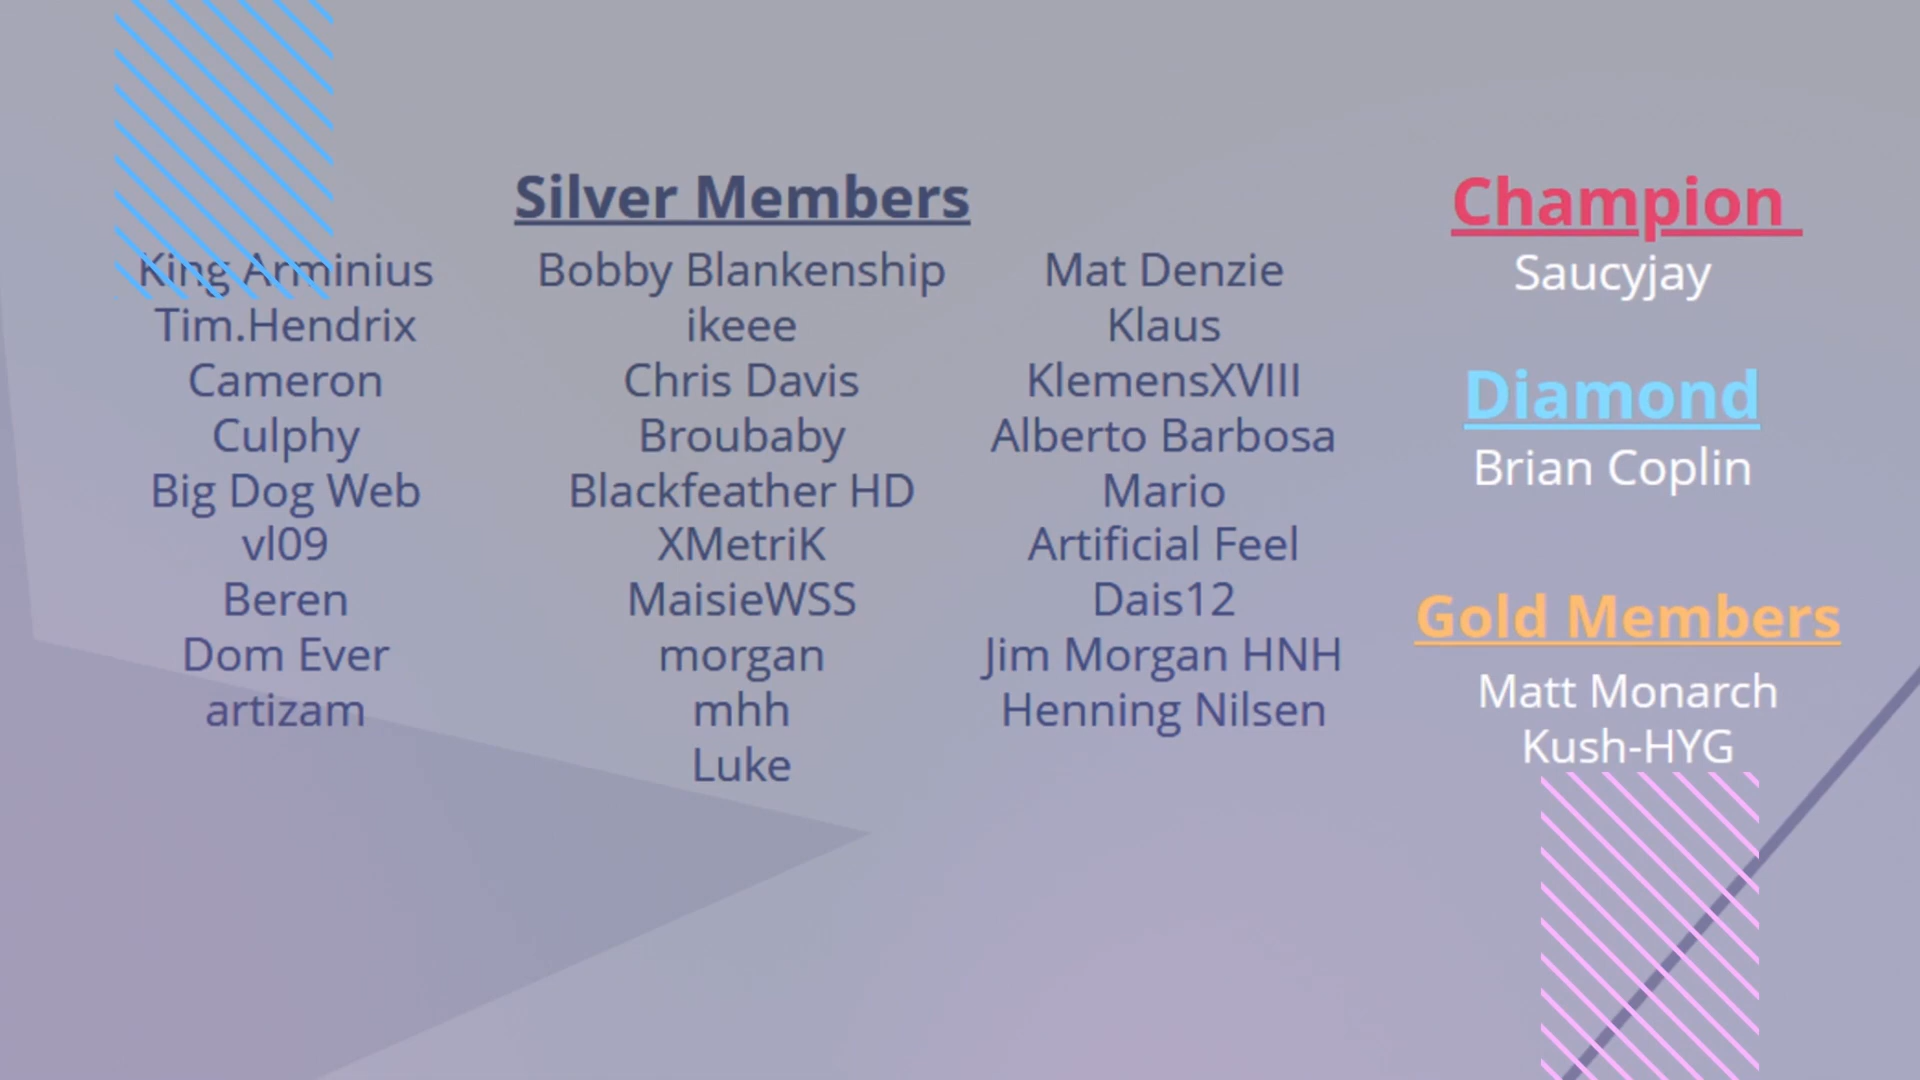 Silver Members
King Arminius
Tim.Hendrix
Cameron
Culphy
Big Dog Web
vl09
Beren
Dom Ever
artizam
Bobby Blankenship
ikeee
Chris Davis
Broubaby
Blackfeather HD
XMetriK
MaisieWSS
morgan
mhh
Luke
Mat Denzie
Klaus
KlemensXVIII
Alberto Barbosa
Mario
Artificial Feel
Dais12
Jim Morgan HNH
Henning Nilsen
Champion
Saucyjay
Diamond
Brian Coplin
Gold Members
Matt Monarch
Kush-HYG